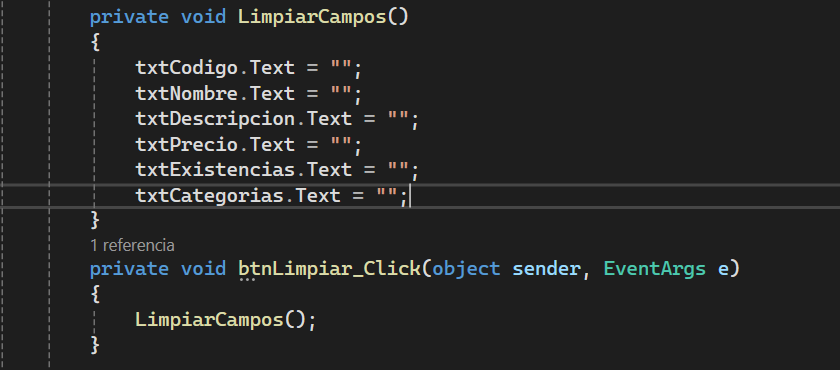 private void LimpiarCampos()
{
txtCodigo.Text = "";
txtNombre.Text = "";
txtDescripcion.Text = "";
txtPrecio.Text = "";
txtExistencias.Text = "";
txtCategorias.Text = "";
}
1 referencia
private void btnLimpiar_Click(object sender, EventArgs e)
{
LimpiarCampos();
}